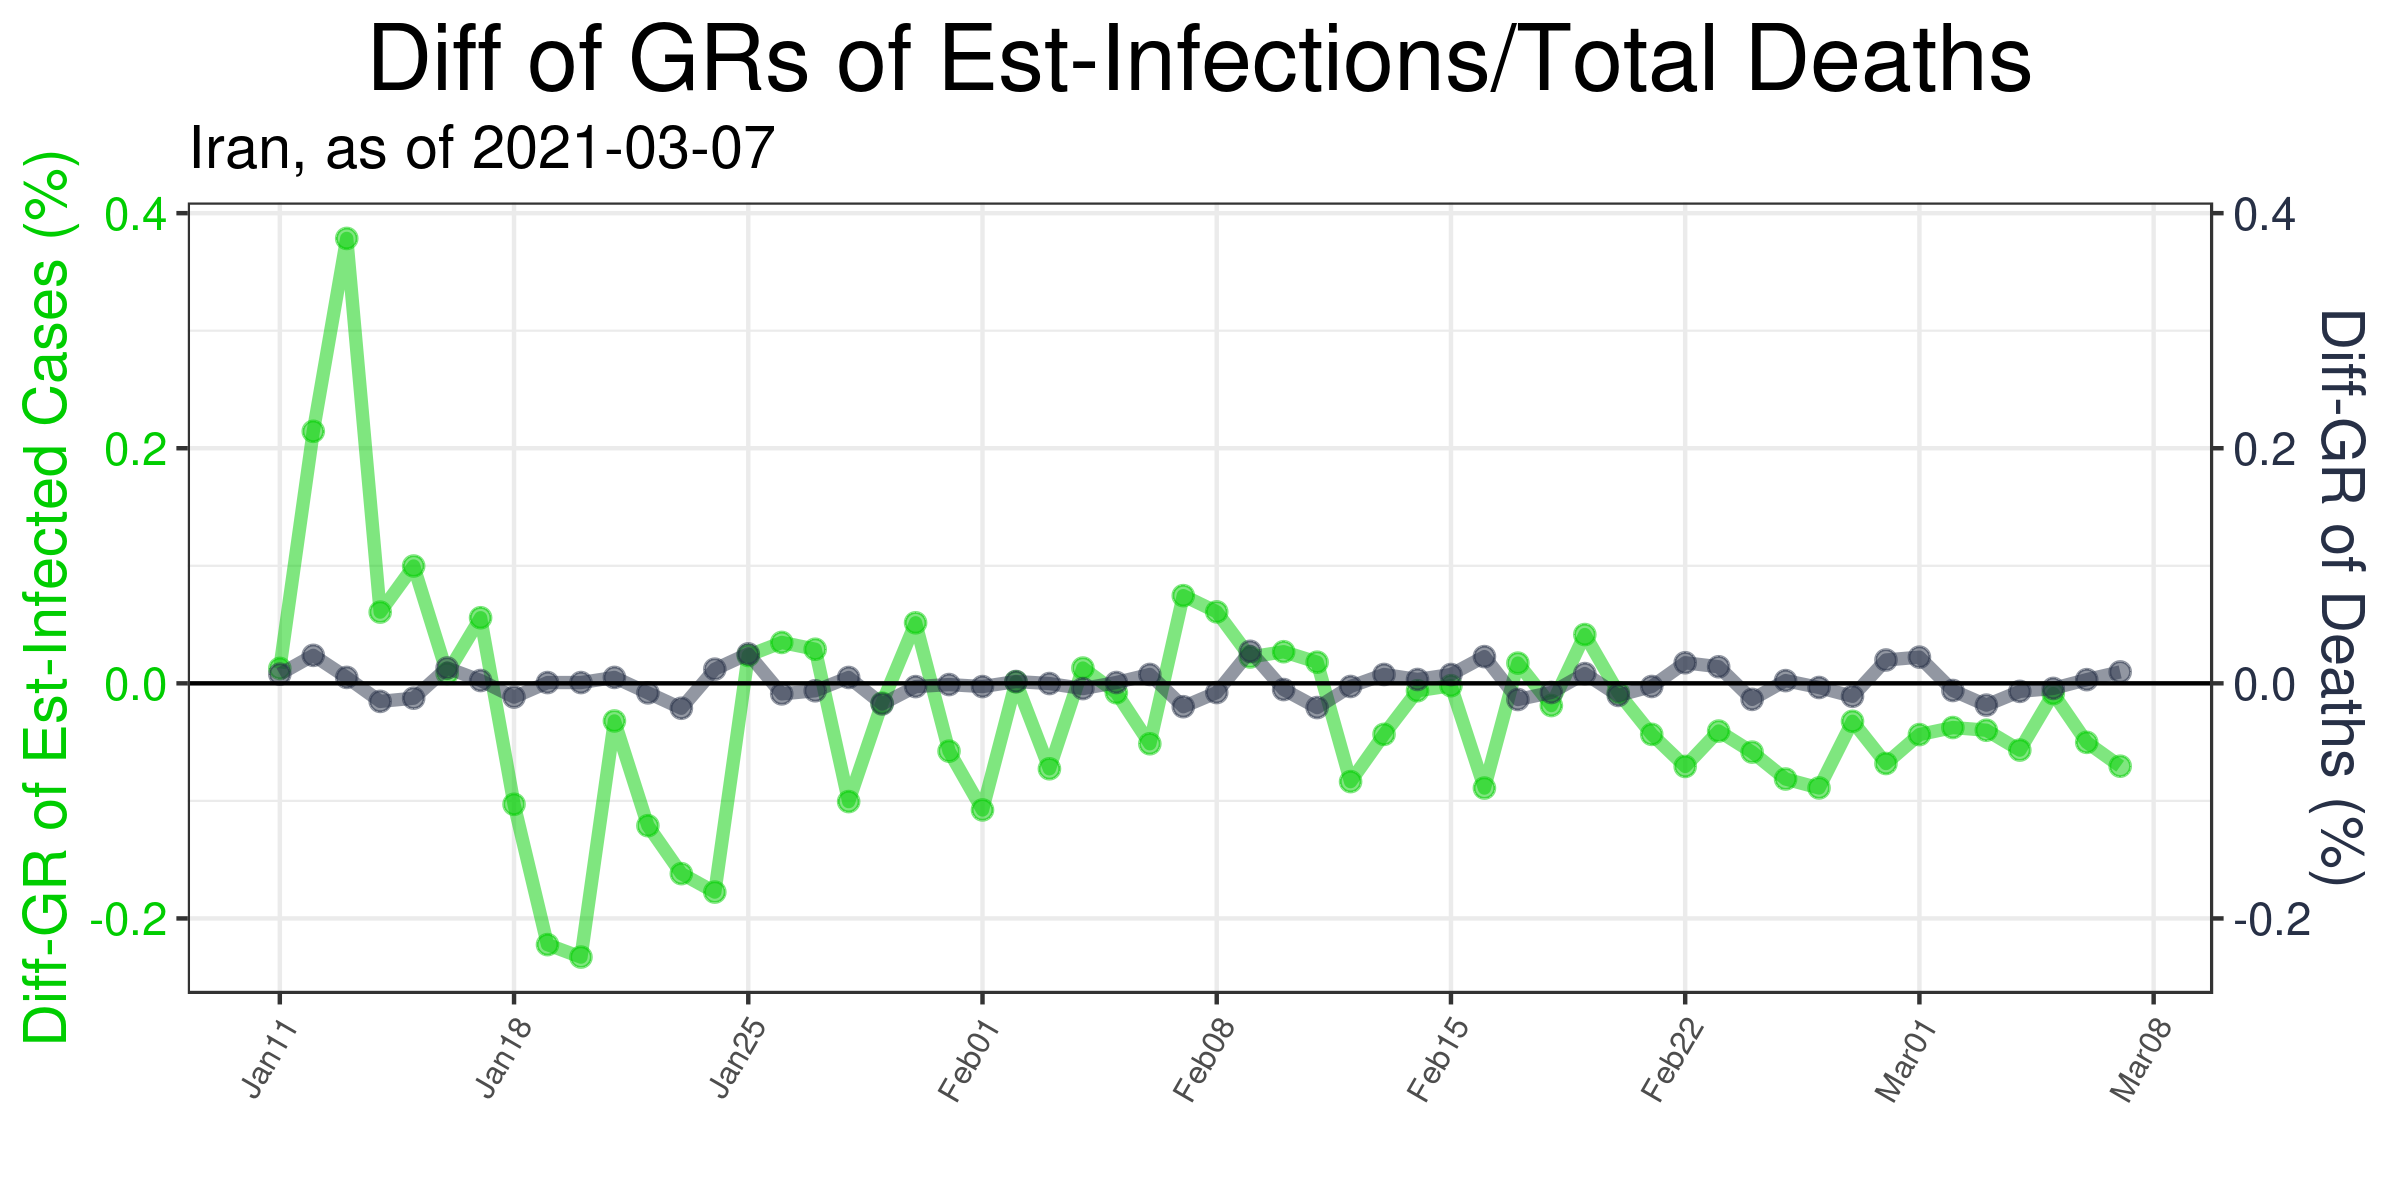 Diff of GRs of Est-Infections/Total Deaths
Iran, as of 2021-03-07
Diff-GR of Est-Infected Cases (%)
0.4
0.2
0.0
-0.2
0.4
0.2
0.0
-0.2
Diff-GR of Deaths (%)
Jan11
Jan18
Jan25
Feb01
Feb08
Feb15
Feb22
Mar01
Mar08